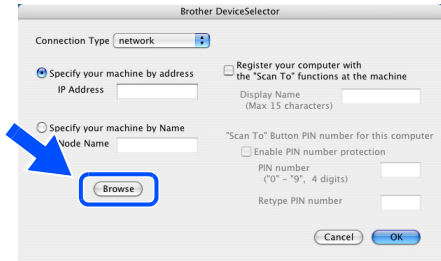 Brother DeviceSelector
Connection Type network
Specify your machine by address
IP Address
Specify your machine by Name
Node Name
Browse
Register your computer with
the "Scan To" functions at the machine
Display Name
(Max 15 characters)
"Scan To" Button PIN number for this computer
Enable PIN number protection
PIN number
("0" - "9", 4 digits)
Retype PIN number
Cancel OK